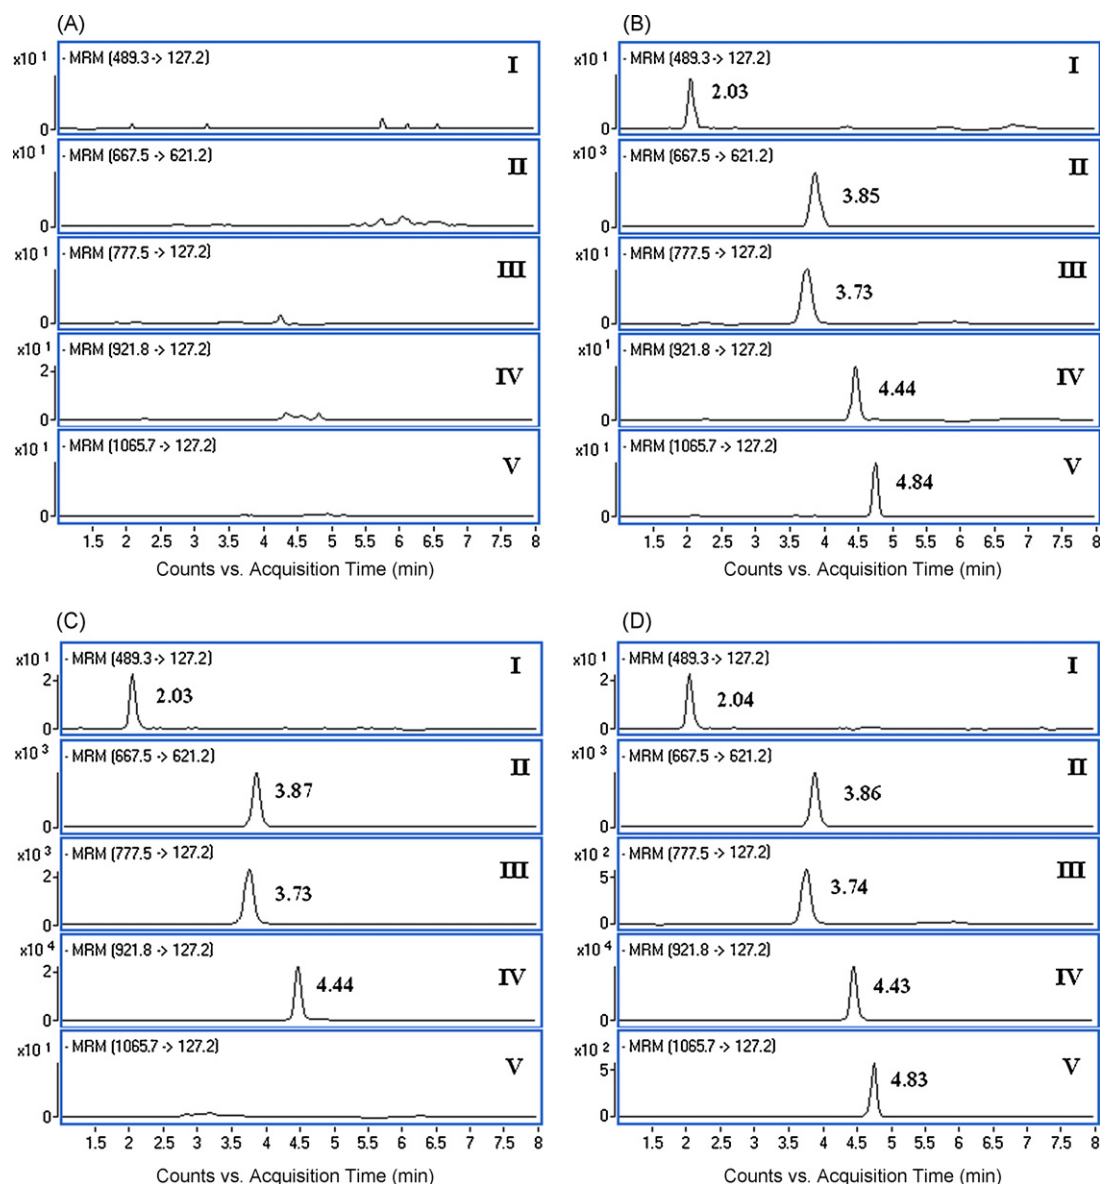 (A)
x10 1
- MRM (489.3 -> 127.2)
I
0
x10 1
- MRM (667.5 -> 621.2)
II
0
x10 1
- MRM (777.5 -> 127.2)
III
0
x10 1
- MRM (921.8 -> 127.2)
IV
2
0
x10 1
- MRM (1065.7 -> 127.2)
V
0
1.5 2 2.5 3 3.5 4 4.5 5 5.5 6 6.5 7 7.5 8
Counts vs. Acquisition Time (min)
(B)
x10 1
- MRM (489.3 -> 127.2)
I
2.03
0
x10 3
- MRM (667.5 -> 621.2)
II
3.85
0
x10 1
- MRM (777.5 -> 127.2)
III
3.73
0
x10 1
- MRM (921.8 -> 127.2)
IV
4.44
0
x10 1
- MRM (1065.7 -> 127.2)
V
4.84
0
1.5 2 2.5 3 3.5 4 4.5 5 5.5 6 6.5 7 7.5 8
Counts vs. Acquisition Time (min)
(C)
x10 1
- MRM (489.3 -> 127.2)
I
2
2.03
0
x10 3
- MRM (667.5 -> 621.2)
II
3.87
0
x10 3
- MRM (777.5 -> 127.2)
III
2
3.73
0
x10 4
- MRM (921.8 -> 127.2)
IV
2
4.44
0
x10 1
- MRM (1065.7 -> 127.2)
V
0
1.5 2 2.5 3 3.5 4 4.5 5 5.5 6 6.5 7 7.5 8
Counts vs. Acquisition Time (min)
(D)
x10 1
- MRM (489.3 -> 127.2)
I
2
2.04
0
x10 3
- MRM (667.5 -> 621.2)
II
3.86
0
x10 2
- MRM (777.5 -> 127.2)
III
5
3.74
0
x10 4
- MRM (921.8 -> 127.2)
IV
4.43
0
x10 2
- MRM (1065.7 -> 127.2)
V
5
4.83
0
1.5 2 2.5 3 3.5 4 4.5 5 5.5 6 6.5 7 7.5 8
Counts vs. Acquisition Time (min)